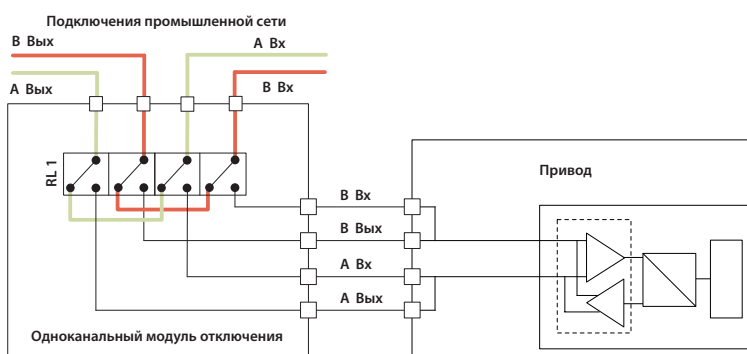 Подключения промышленной сети
В Вых
А Вх
А Вых
В Вх
RL 1
Привод
В Вх
В Вых
А Вх
А Вых
Одноканальный модуль отключения